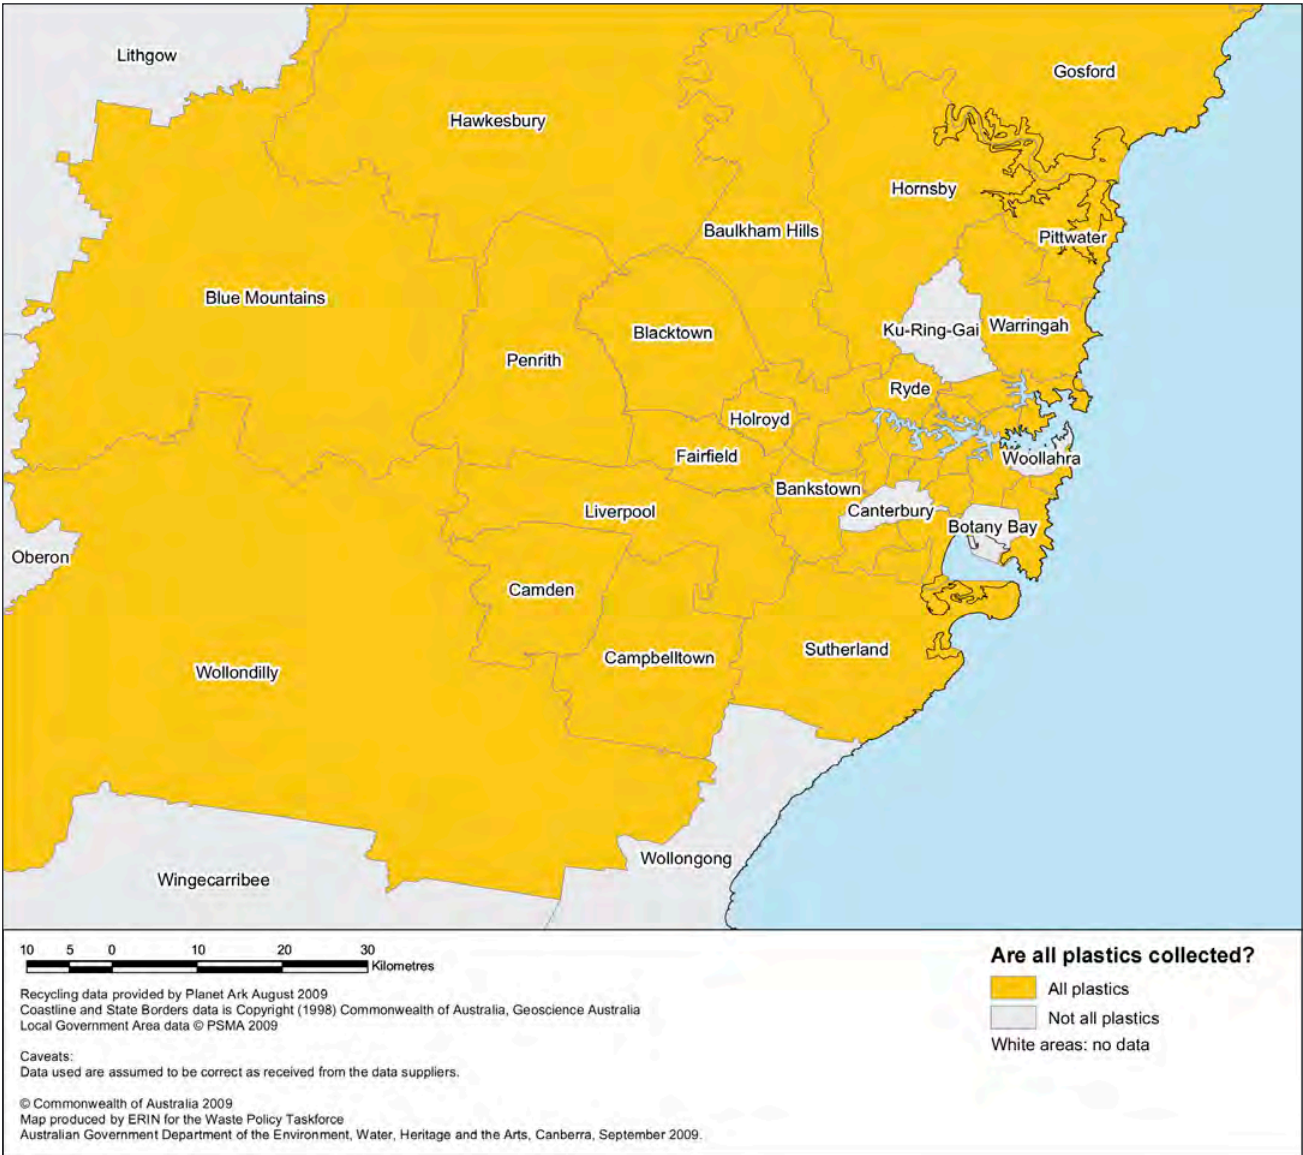 Lithgow
Gosford
Hawkesbury
Hornsby
Baulkham Hills
Pittwater
Blue Mountains
Blacktown
Ku-Ring-Gai
Warringah
Penrith
Ryde
Holroyd
Fairfield
Woollahra
Bankstown
Liverpool
Canterbury
Botany Bay
Oberon
Camden
Sutherland
Campbelltown
Wollondilly
Wollongong
Wingecarribee
10 5 0 10 20 30
Kilometres
Recycling data provided by Planet Ark August 2009
Coastline and State Borders data is Copyright (1998) Commonwealth of Australia, Geoscience Australia
Local Government Area data © PSMA 2009
Caveats:
Data used are assumed to be correct as received from the data suppliers.
© Commonwealth of Australia 2009
Map produced by ERIN for the Waste Policy Taskforce
Australian Government Department of the Environment, Water, Heritage and the Arts, Canberra, September 2009.
Are all plastics collected?
All plastics
Not all plastics
White areas: no data